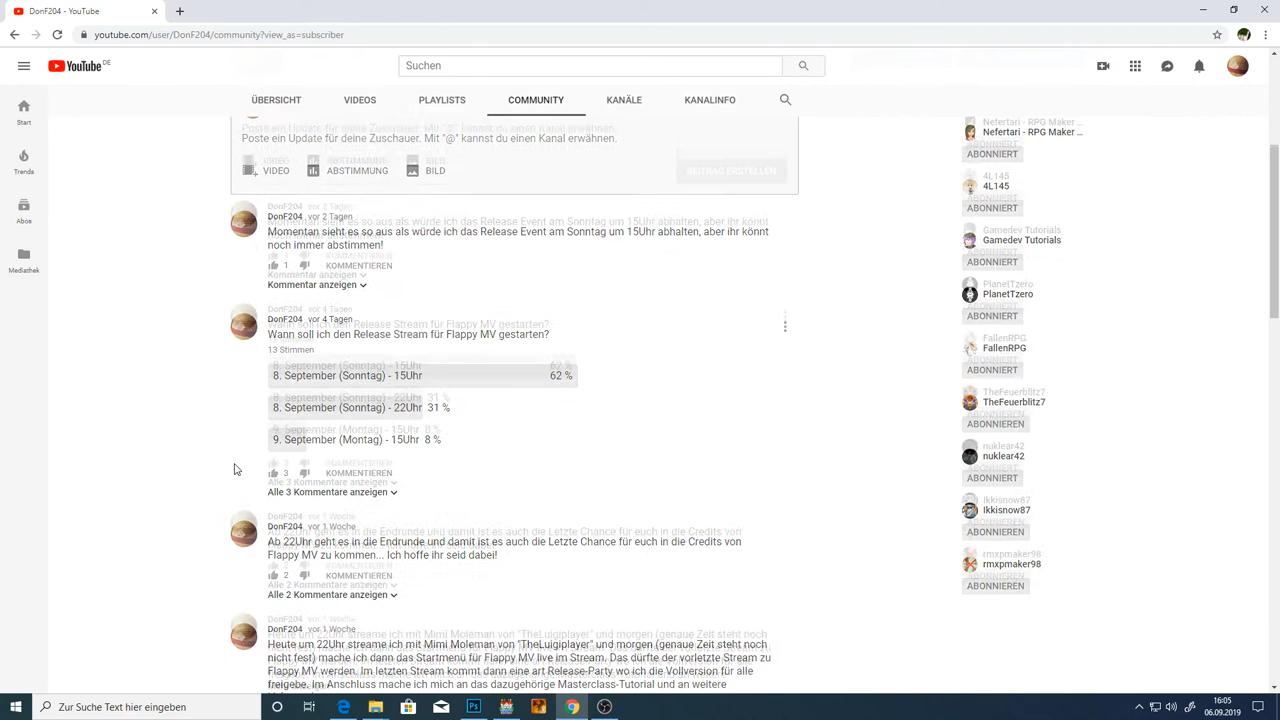 DonF204 - YouTube
youtube.com/user/DonF204/community?view_as=subscriber
YouTube DE
Suchen
ÜBERSICHT VIDEOS PLAYLISTS COMMUNITY KANÄLE KANALINFO
Start
Trends
Abos
Mediathek
Poste ein Update für deine Zuschauer. Mit "@" kannst du einen Kanal erwähnen.
VIDEO ABSTIMMUNG BILD BEITRAG ERSTELLEN
DonF204 vor 2 Tagen
Momentan sieht es so aus als würde ich das Release Event am Sonntag um 15Uhr abhalten, aber ihr könnt
noch immer abstimmen!
1 KOMMENTIEREN
Kommentar anzeigen
DonF204 vor 4 Tagen
Wann soll ich den Release Stream für Flappy MV gestarten?
13 Stimmen
8. September (Sonntag) - 15Uhr 62 %
8. September (Sonntag) - 22Uhr 31 %
9. September (Montag) - 15Uhr 8 %
3 KOMMENTIEREN
Alle 3 Kommentare anzeigen
DonF204 vor 1 Woche
Ab 22Uhr geht es in die Endrunde und damit ist es auch die Letzte Chance für euch in die Credits von
Flappy MV zu kommen... Ich hoffe ihr seid dabei!
2 KOMMENTIEREN
Alle 2 Kommentare anzeigen
DonF204 vor 1 Woche
Heute um 22Uhr streame ich mit Mimi Moleman von "TheLuigiplayer" und morgen (genaue Zeit steht noch
nicht fest) mache ich dann das Startmenü für Flappy MV live im Stream. Das dürfte der vorletzte Stream zu
Flappy MV werden. Im letzten Stream kommt dann eine art Release-Party wo ich die Vollversion für alle
freigebe. Im Anschluss mache ich mich an das dazugehörige Masterclass-Tutorial und an weitere
Nefertari - RPG Maker ...
ABONNIERT
4L145
ABONNIERT
Gamedev Tutorials
ABONNIERT
PlanetTzero
ABONNIERT
FallenRPG
ABONNIERT
TheFeuerblitz7
ABONNIEREN
nuklear42
ABONNIERT
Ikkisnow87
ABONNIEREN
rmxpmaker98
ABONNIEREN
Zur Suche Text hier eingeben
16:05
06.09.2019